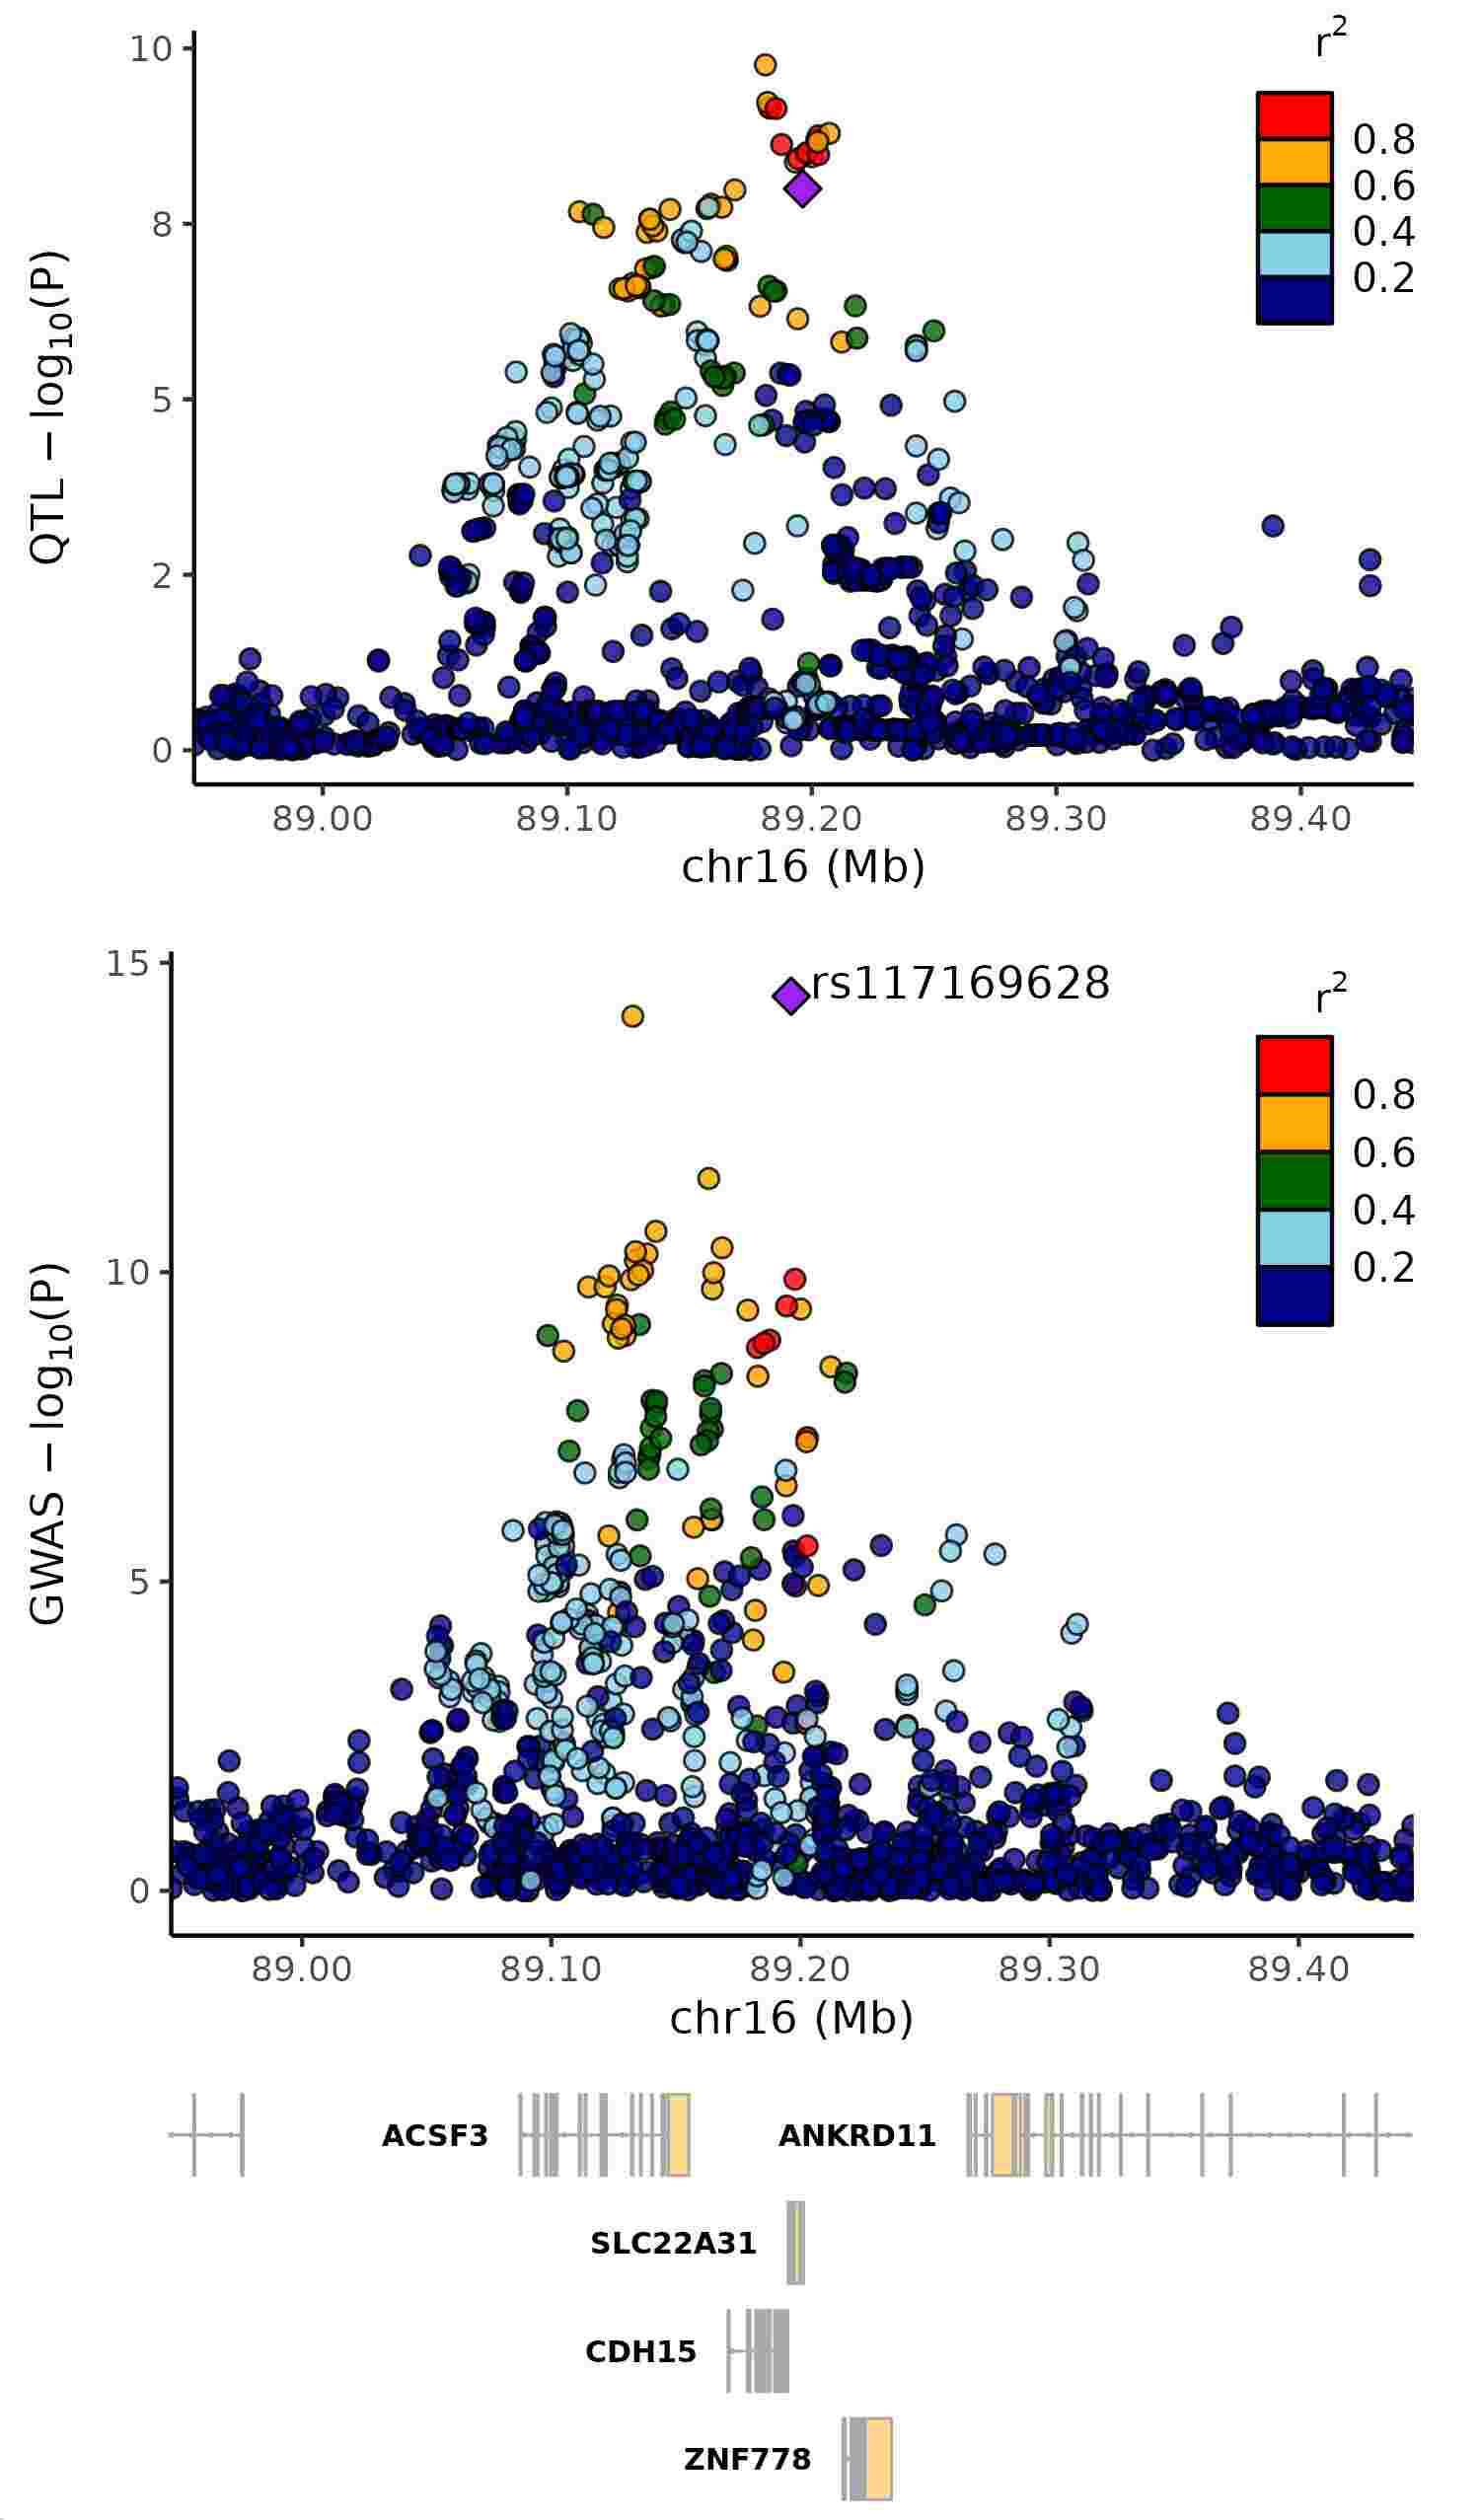 r²
10
8
5
2
0
0.8
0.6
0.4
0.2
QTL − log₁₀(P)
89.00 89.10 89.20 89.30 89.40
chr16 (Mb)
rs117169628
r²
15
10
5
0
0.8
0.6
0.4
0.2
GWAS − log₁₀(P)
89.00 89.10 89.20 89.30 89.40
chr16 (Mb)
ACSF3 ANKRD11
SLC22A31
CDH15
ZNF778